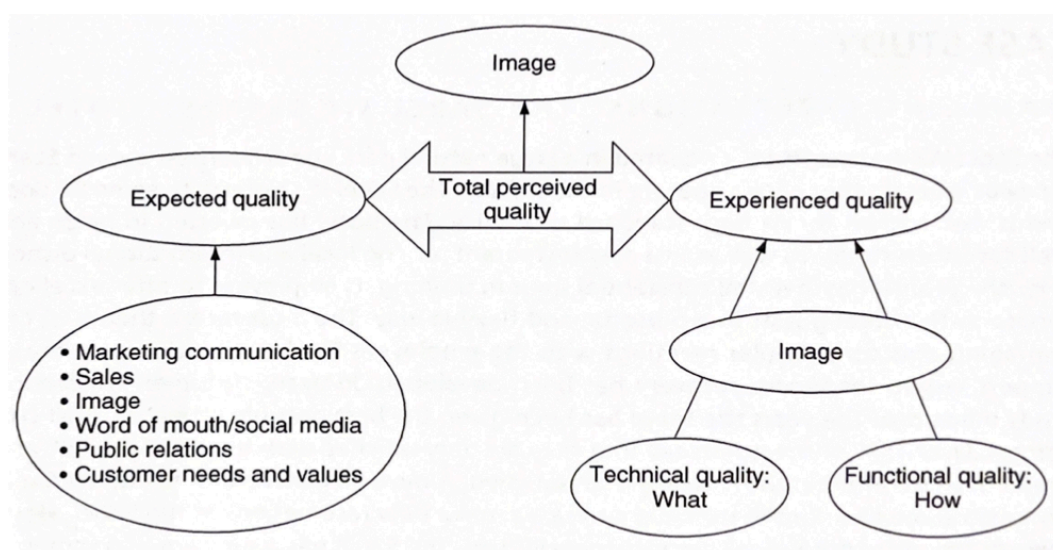 Image
Expected quality
Total perceived
quality
Experienced quality
• Marketing communication
• Sales
• Image
• Word of mouth/social media
• Public relations
• Customer needs and values
Image
Technical quality:
What
Functional quality:
How